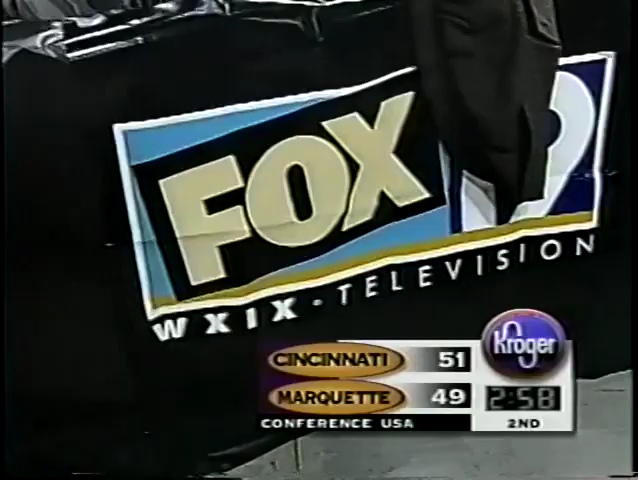 FOX
WXIX-TELEVISION
CINCINNATI 51
MARQUETTE 49
CONFERENCE USA
Kroger
2:58
2ND